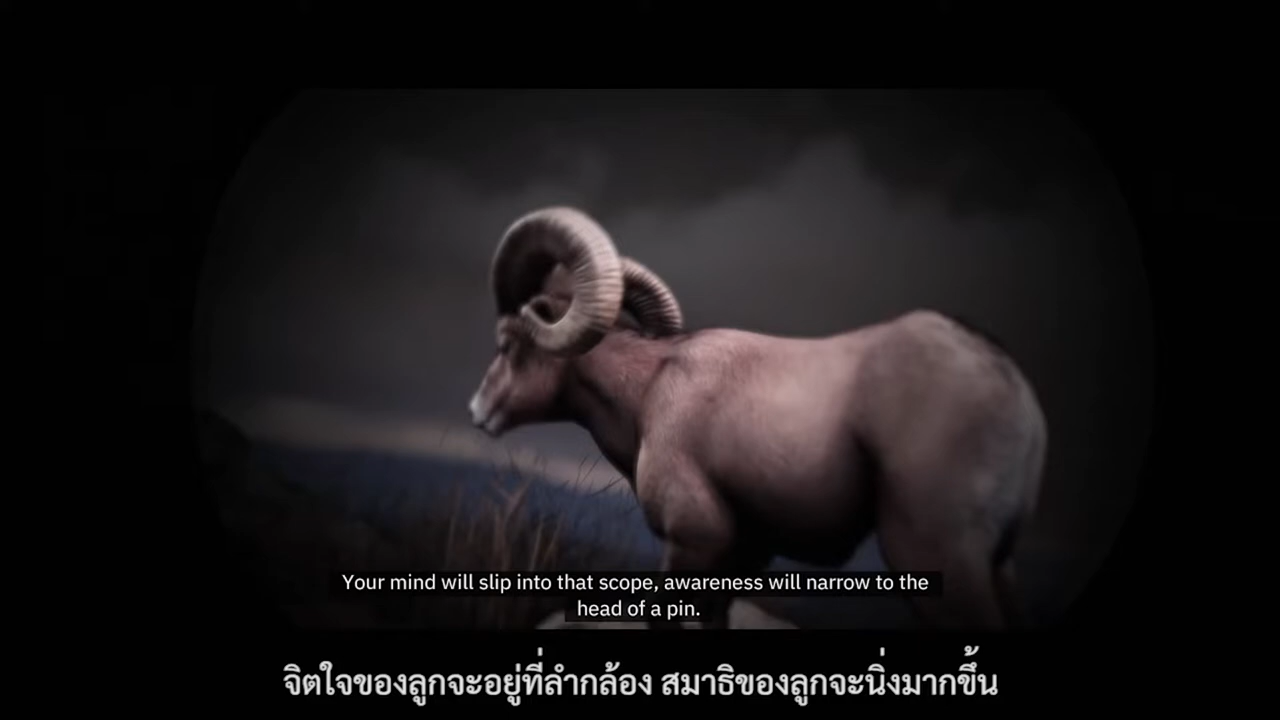 Your mind will slip into that scope, awareness will narrow to the
head of a pin.
จิตใจของลูกจะอยู่ที่ลำกล้อง สมาธิของลูกจะนิ่งมากขึ้น